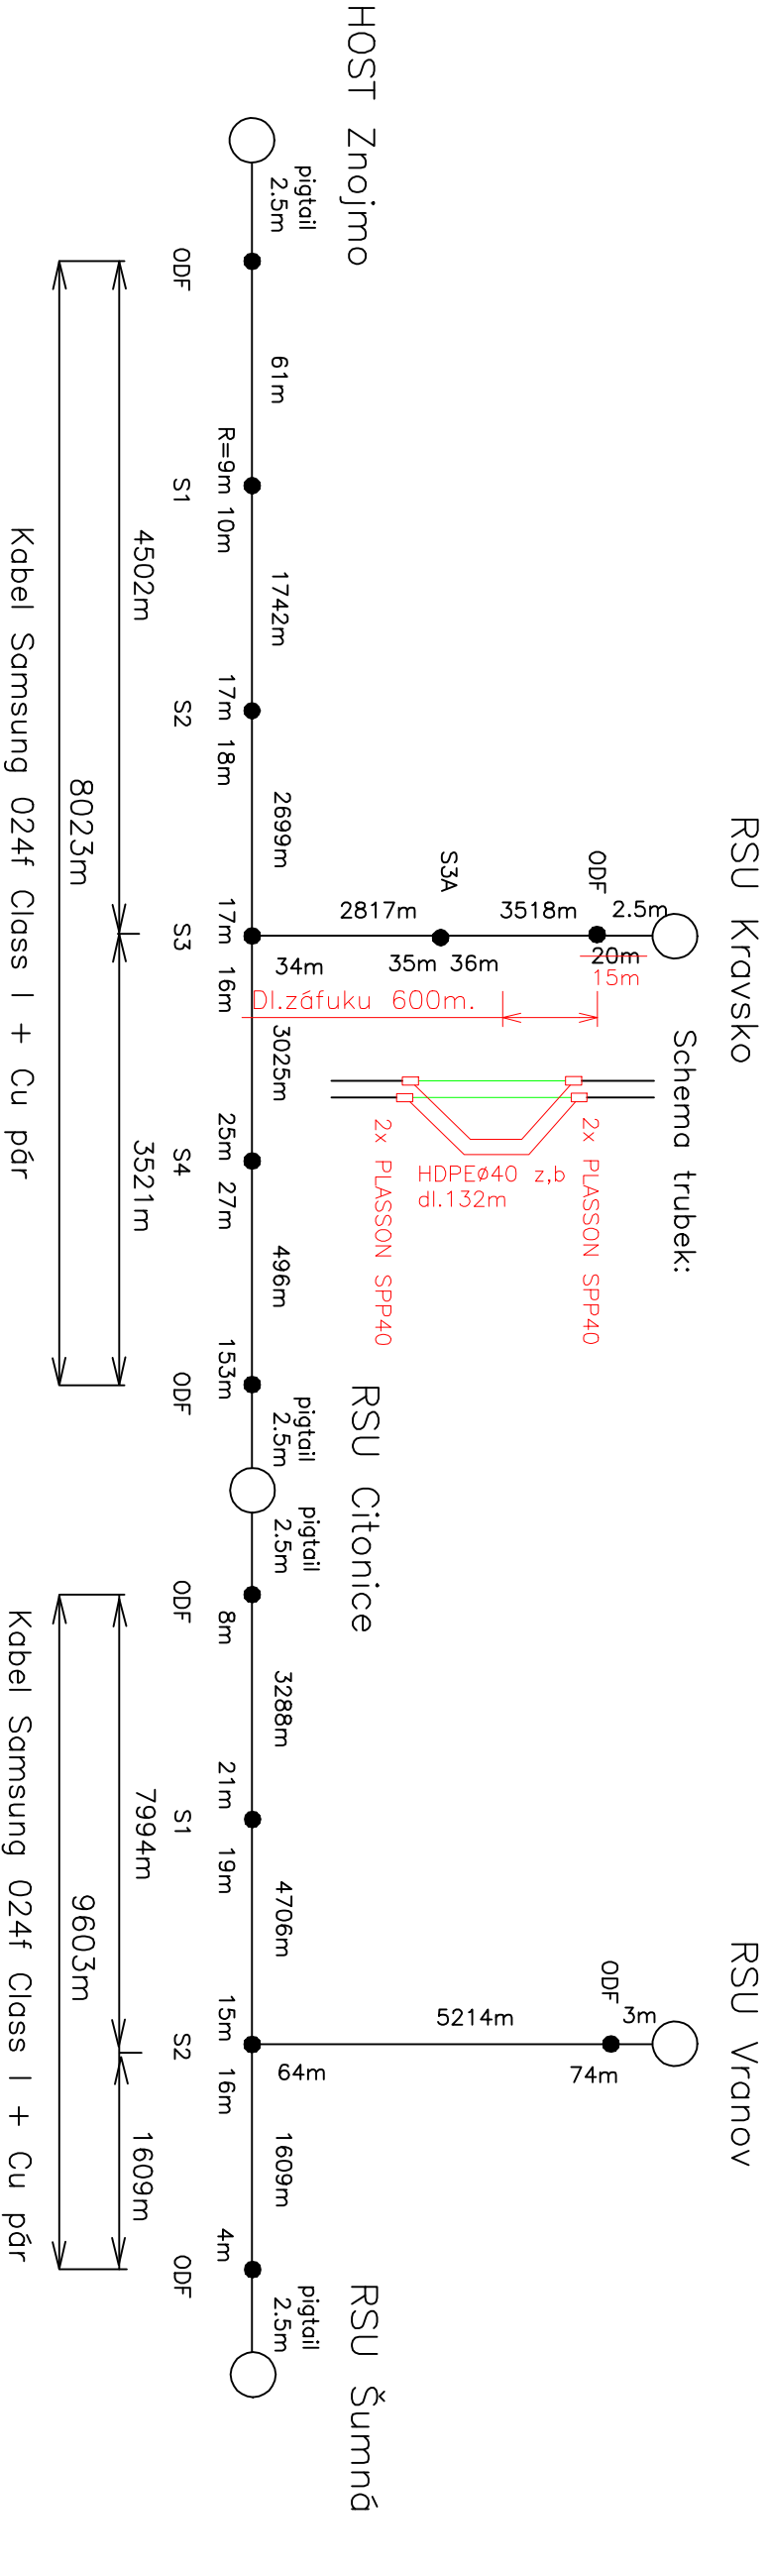 HOST Znojmo
pigtail
2.5m
ODF
61m
R=9m 10m
S1
1742m
17m 18m
S2
2699m
17m 16m
S3
4502m
8023m
3521m
Kabel Samsung 024f Class I + Cu pár
RSU Kravsko
2.5m
ODF
20m
15m
3518m
S3A
35m 36m
2817m
34m
Dl.záfuku 600m.
Schema trubek:
2x PLASSON SPP40
HDPEø40 z,b
dl.132m
2x PLASSON SPP40
3025m
25m 27m
S4
496m
153m
ODF
pigtail
2.5m
RSU Citonice
pigtail
2.5m
ODF
8m
3288m
21m 19m
S1
4706m
15m 16m
S2
7994m
9603m
1609m
Kabel Samsung 024f Class I + Cu pár
RSU Vranov
3m
ODF
74m
5214m
64m
1609m
4m
ODF
pigtail
2.5m
RSU Šumná